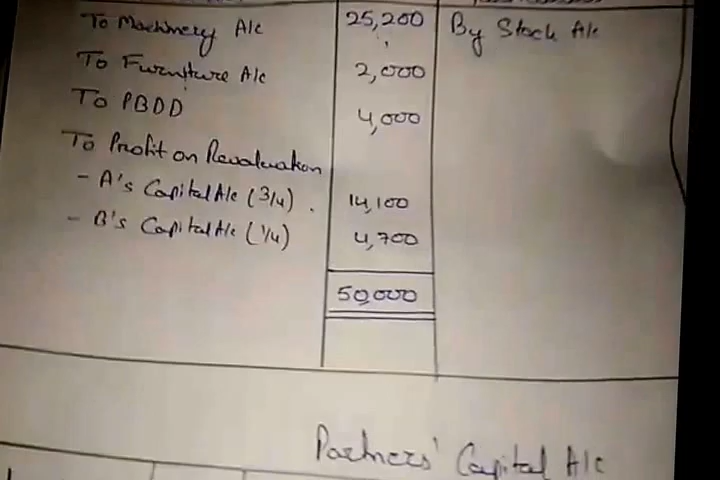 To Machinery A/c 25,200 By Stock A/c
To Furniture A/c 2,000
To PBDD 4,000
To Profit on Revaluation
- A's Capital A/c (3/4). 14,100
- B's Capital A/c (1/4) 4,700
50,000
Partners' Capital A/c